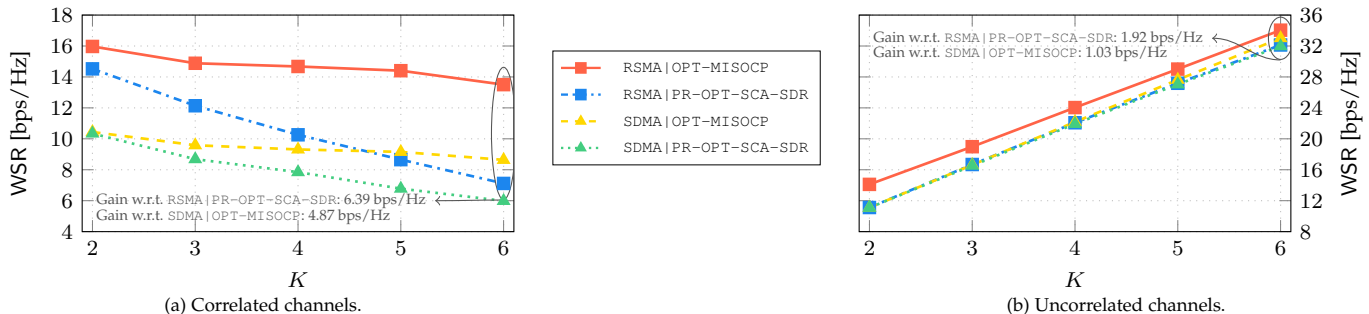 18
16
14
12
10
8
6
4
WSR [bps/Hz]
Gain w.r.t. RSMA|PR-OPT-SCA-SDR: 6.39 bps/Hz
Gain w.r.t. SDMA|OPT-MISOCP: 4.87 bps/Hz
2 3 4 5 6
K
(a) Correlated channels.
RSMA|OPT-MISOCP
RSMA|PR-OPT-SCA-SDR
SDMA|OPT-MISOCP
SDMA|PR-OPT-SCA-SDR
Gain w.r.t. RSMA|PR-OPT-SCA-SDR: 1.92 bps/Hz
Gain w.r.t. SDMA|OPT-MISOCP: 1.03 bps/Hz
36
32
28
24
20
16
12
8
WSR [bps/Hz]
2 3 4 5 6
K
(b) Uncorrelated channels.